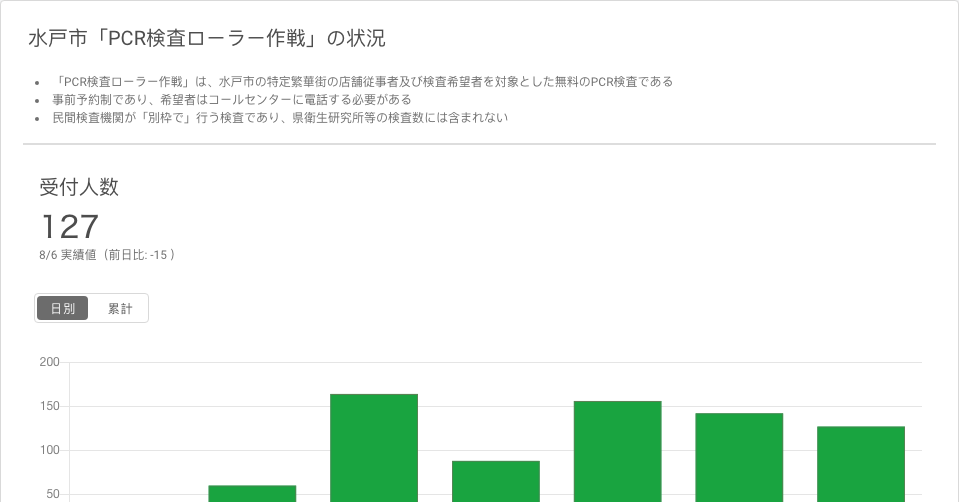 水戸市「PCR検査ローラー作戦」の状況
「PCR検査ローラー作戦」は、水戸市の特定繁華街の店舗従事者及び検査希望者を対象とした無料のPCR検査である
事前予約制であり、希望者はコールセンターに電話する必要がある
民間検査機関が「別枠で」行う検査であり、県衛生研究所等の検査数には含まれない
受付人数
127
8/6 実績値（前日比: -15 ）
日別 累計
200
150
100
50